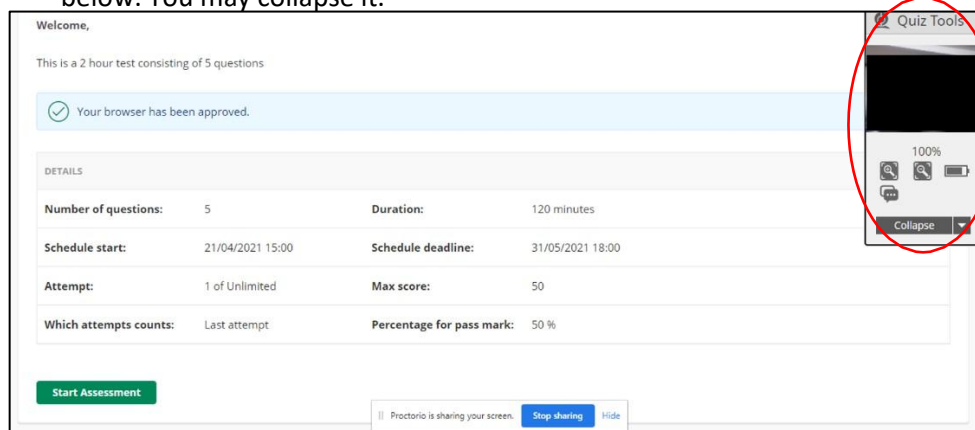 below. You may collapse it.
Welcome,
Quiz Tools
This is a 2 hour test consisting of 5 questions
Your browser has been approved.
100%
DETAILS
Number of questions: 5 Duration: 120 minutes
Collapse
Schedule start: 21/04/2021 15:00 Schedule deadline: 31/05/2021 18:00
Attempt: 1 of Unlimited Max score: 50
Which attempts counts: Last attempt Percentage for pass mark: 50 %
Start Assessment
Proctorio is sharing your screen. Stop sharing Hide